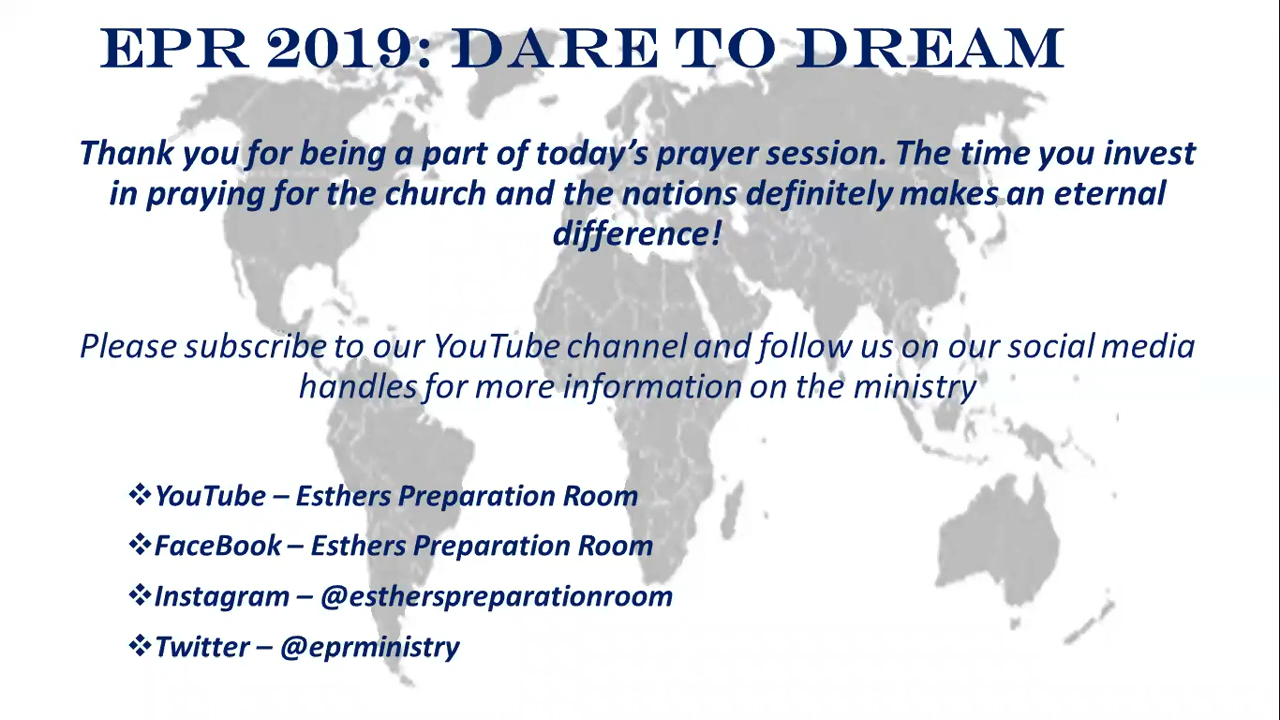 EPR 2019: DARE TO DREAM
Thank you for being a part of today's prayer session. The time you invest
in praying for the church and the nations definitely makes an eternal
difference!
Please subscribe to our YouTube channel and follow us on our social media
handles for more information on the ministry
❖YouTube – Esthers Preparation Room
❖FaceBook – Esthers Preparation Room
❖Instagram – @estherspreparationroom
❖Twitter – @eprministry